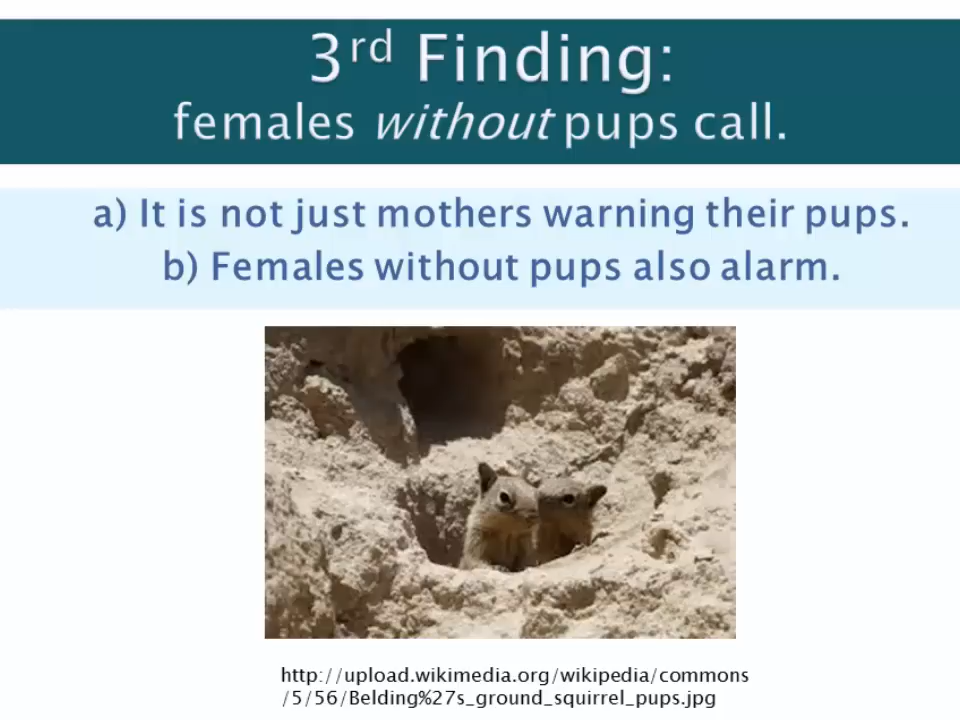 3rd Finding:
females without pups call.
a) It is not just mothers warning their pups.
b) Females without pups also alarm.
http://upload.wikimedia.org/wikipedia/commons
/5/56/Belding%27s_ground_squirrel_pups.jpg